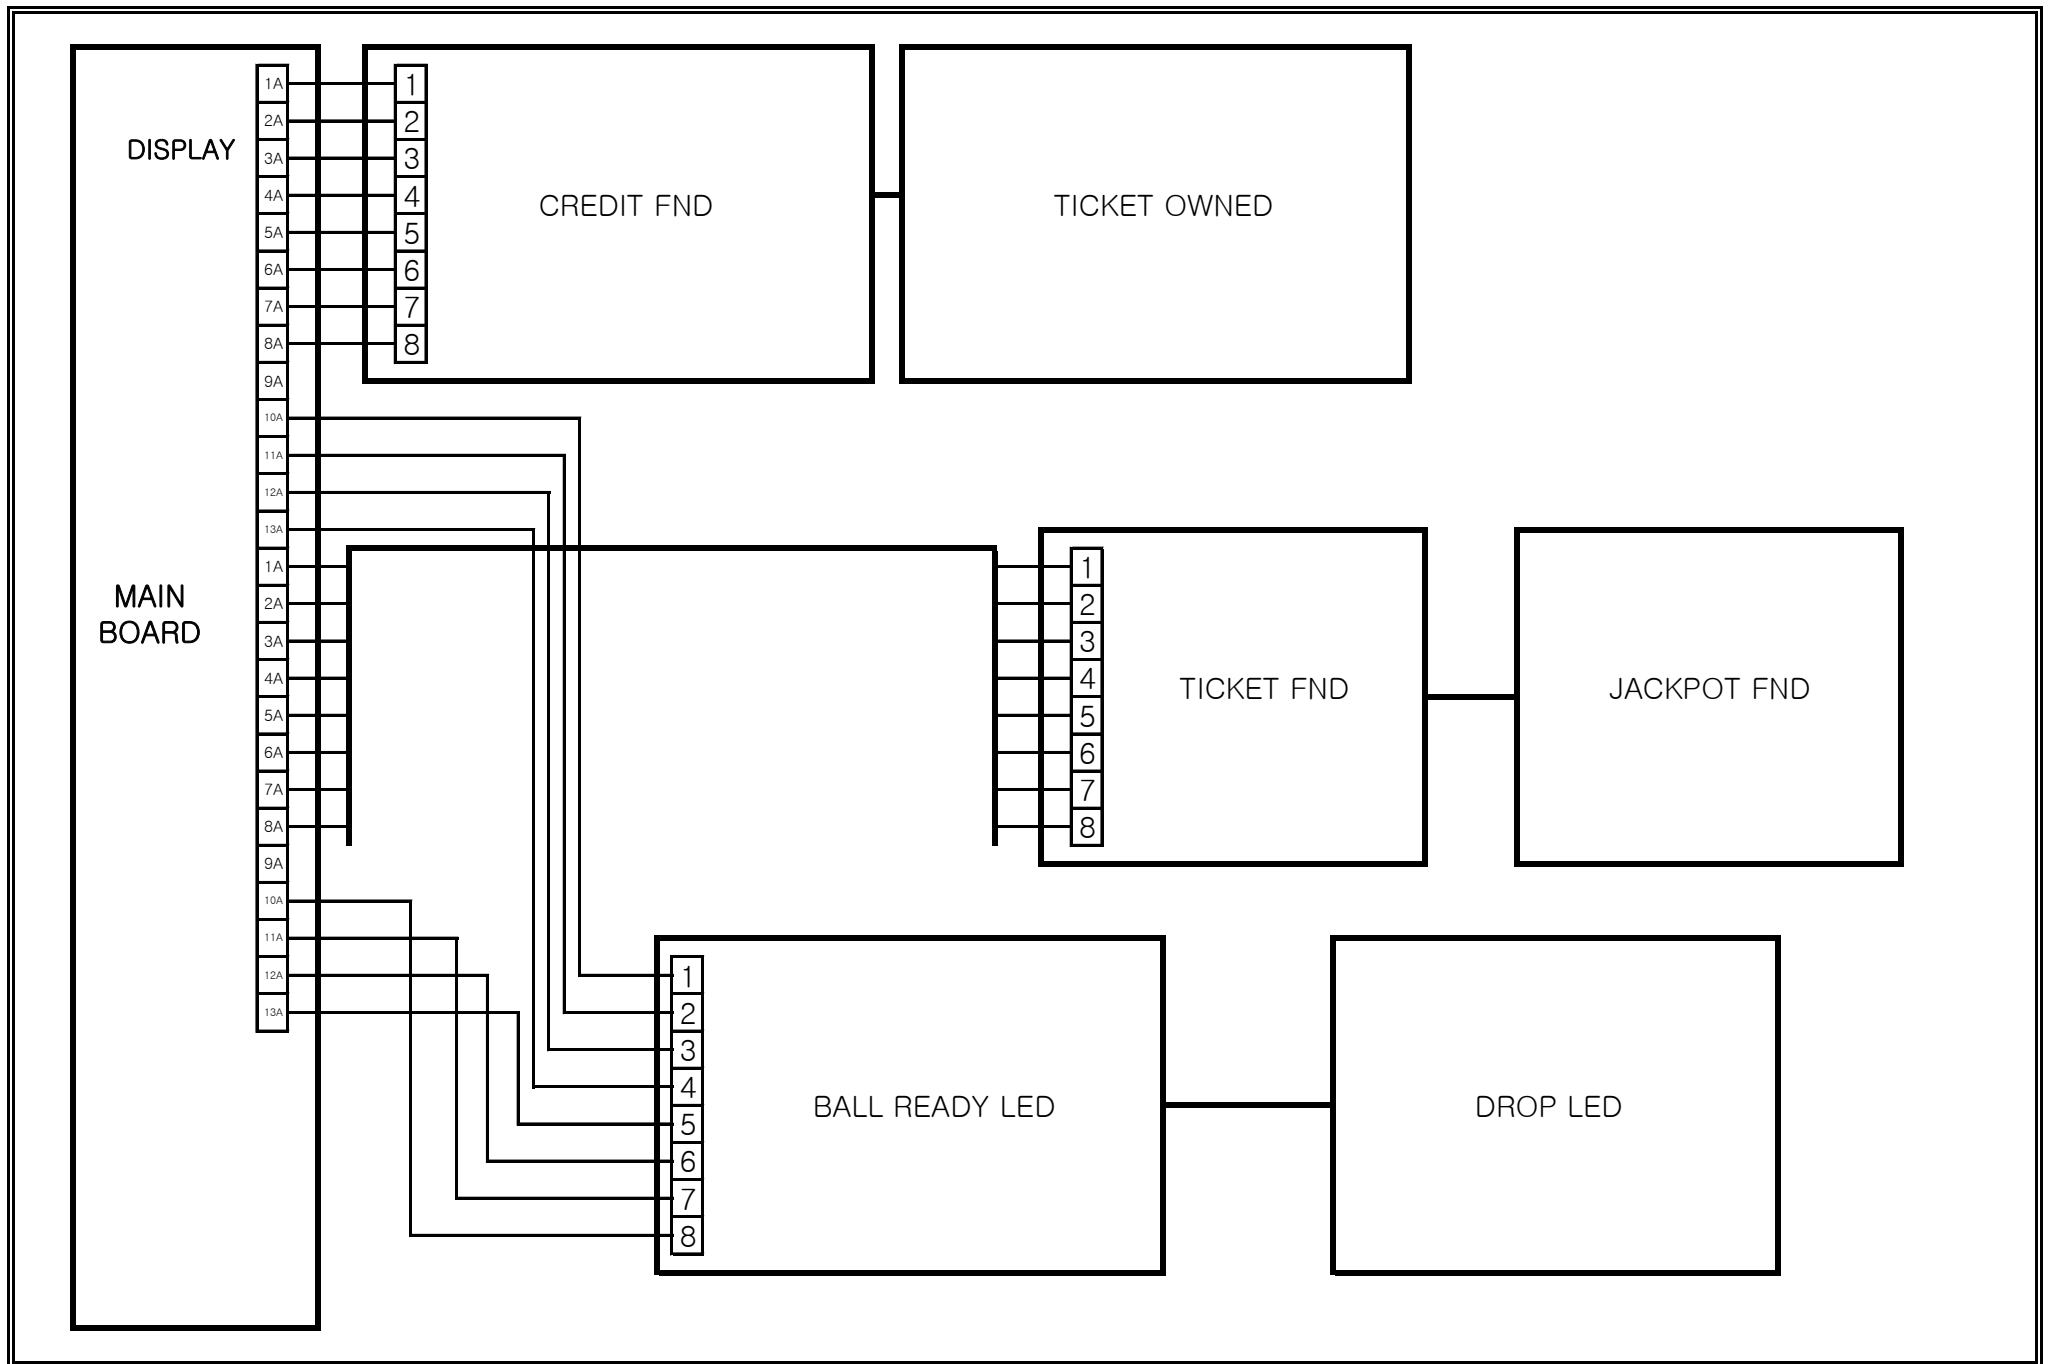 DISPLAY
MAIN
BOARD
1A
2A
3A
4A
5A
6A
7A
8A
9A
10A
11A
12A
13A
1A
2A
3A
4A
5A
6A
7A
8A
9A
10A
11A
12A
13A
1
2
3
4
5
6
7
8
CREDIT FND
TICKET OWNED
1
2
3
4
5
6
7
8
TICKET FND
JACKPOT FND
1
2
3
4
5
6
7
8
BALL READY LED
DROP LED